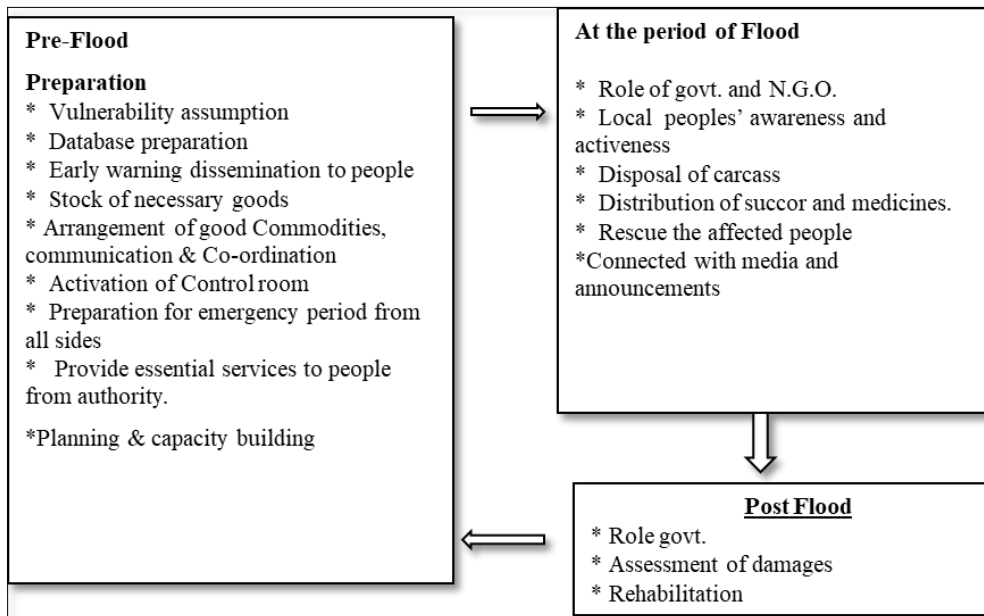 Pre-Flood
Preparation
* Vulnerability assumption
* Database preparation
* Early warning dissemination to people
* Stock of necessary goods
* Arrangement of good Commodities,
communication & Co-ordination
* Activation of Control room
* Preparation for emergency period from
all sides
* Provide essential services to people
from authority.
*Planning & capacity building
At the period of Flood
* Role of govt. and N.G.O.
* Local peoples’ awareness and
activeness
* Disposal of carcass
* Distribution of succor and medicines.
* Rescue the affected people
*Connected with media and
announcements
Post Flood
* Role govt.
* Assessment of damages
* Rehabilitation